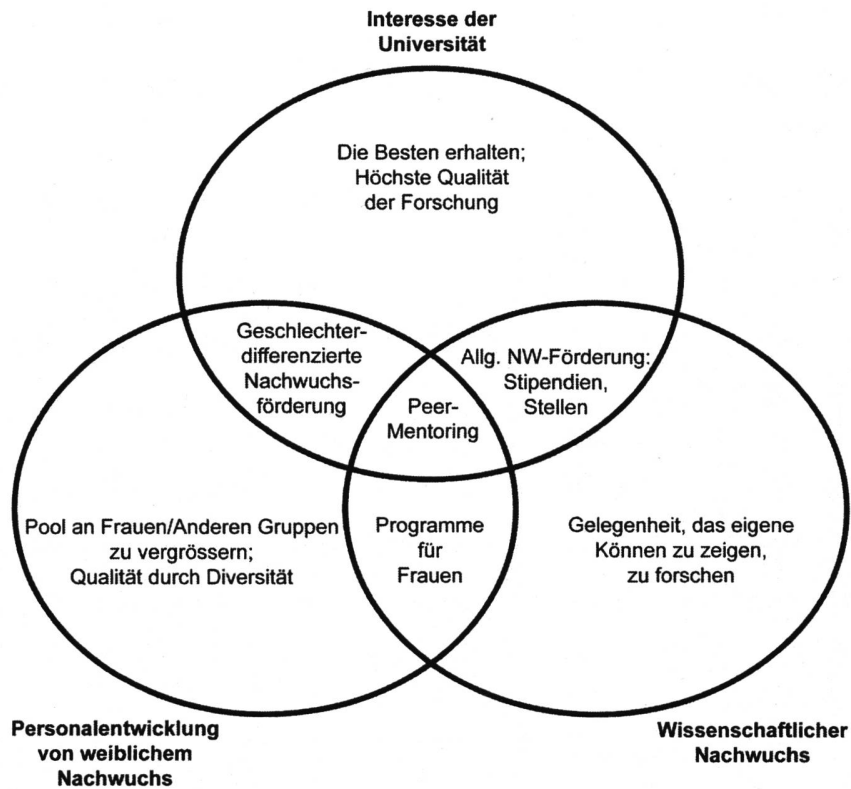 Interesse der
Universität
Die Besten erhalten;
Höchste Qualität
der Forschung
Geschlechter-
differenzierte
Nachwuchs-
förderung
Allg. NW-Förderung:
Stipendien,
Stellen
Peer-
Mentoring
Pool an Frauen/Anderen Gruppen
zu vergrössern;
Qualität durch Diversität
Programme
für
Frauen
Gelegenheit, das eigene
Können zu zeigen,
zu forschen
Personalentwicklung
von weiblichem
Nachwuchs
Wissenschaftlicher
Nachwuchs